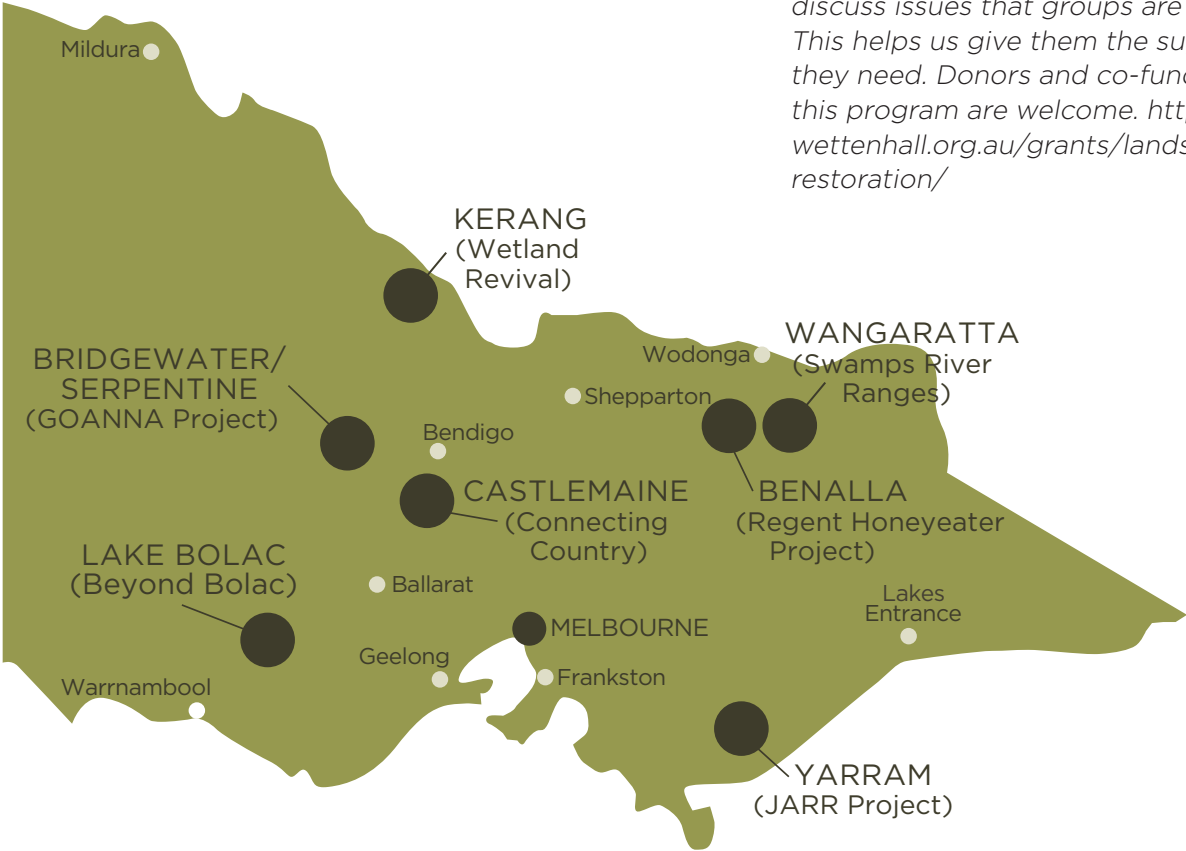 discuss issues that groups are
This helps us give them the su
they need. Donors and co-func
this program are welcome. htt
wettenhall.org.au/grants/lands
restoration/
Mildura
KERANG
(Wetland
Revival)
BRIDGEWATER/
SERPENTINE
(GOANNA Project)
Wodonga
WANGARATTA
(Swamps River
Ranges)
Shepparton
Bendigo
CASTLEMAINE
(Connecting
Country)
BENALLA
(Regent Honeyeater
Project)
LAKE BOLAC
(Beyond Bolac)
Ballarat
Lakes
Entrance
MELBOURNE
Geelong
Frankston
Warrnambool
YARRAM
(JARR Project)